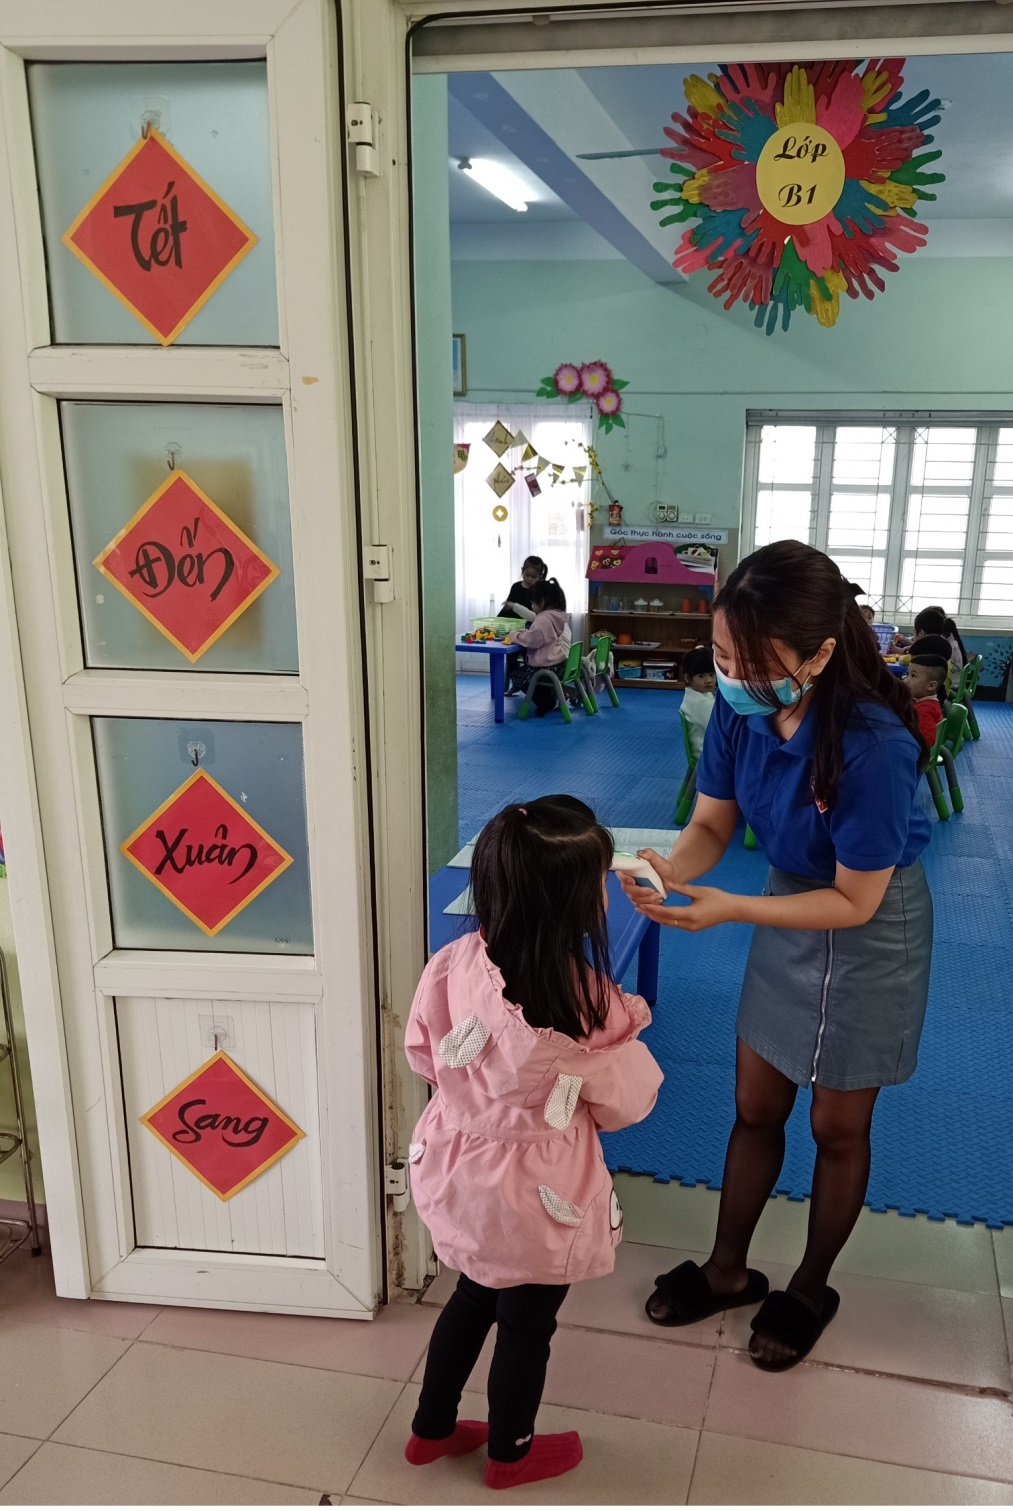 Tết
Đến
Xuân
Sang
Lớp
B1
Góc thực hành cuộc sống